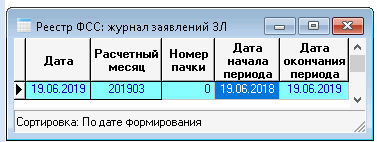 Реестр ФСС: журнал заявлений ЗЛ
Дата Расчетный месяц Номер пачки Дата начала периода Дата окончания периода
19.06.2019 201903 0 19.06.2018 19.06.2019
Сортировка: По дате формирования